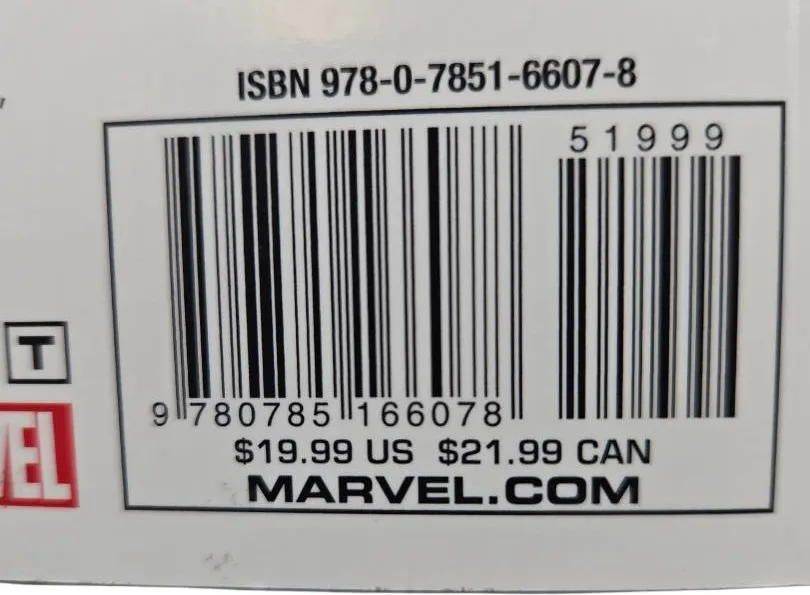 ISBN 978-0-7851-6607-8
51999
9 780785 166078
$19.99 US $21.99 CAN
MARVEL.COM
T